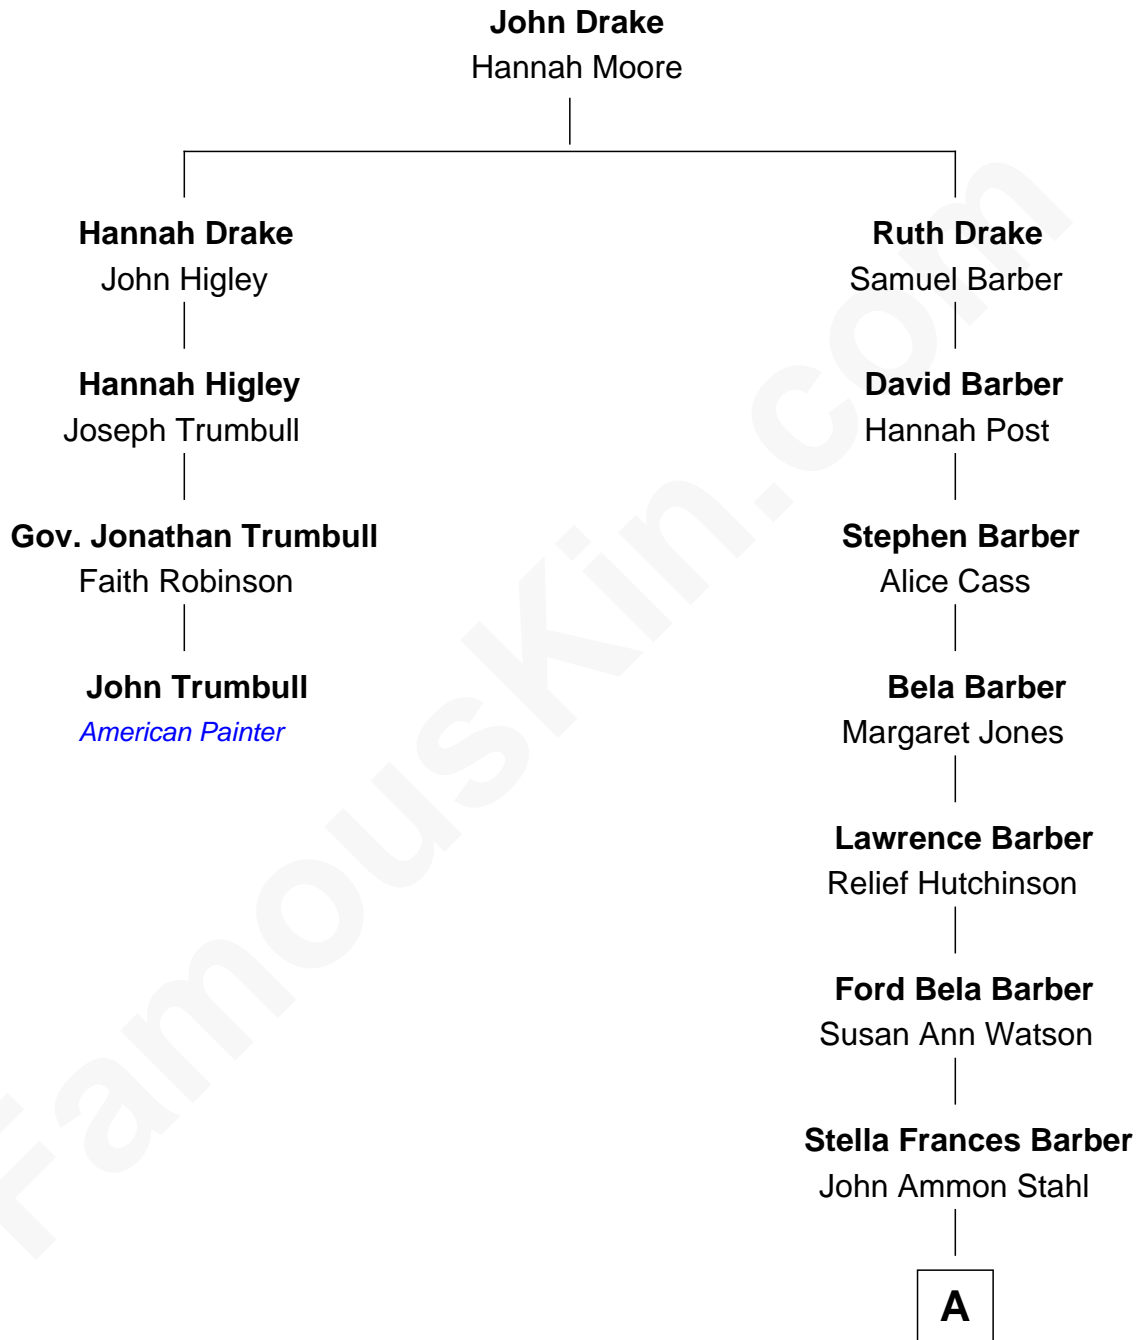 John Drake
Hannah Moore
Hannah Drake
John Higley
Hannah Higley
Joseph Trumbull
Gov. Jonathan Trumbull
Faith Robinson
John Trumbull
American Painter
Ruth Drake
Samuel Barber
David Barber
Hannah Post
Stephen Barber
Alice Cass
Bela Barber
Margaret Jones
Lawrence Barber
Relief Hutchinson
Ford Bela Barber
Susan Ann Watson
Stella Frances Barber
John Ammon Stahl
A
FamousKin.com